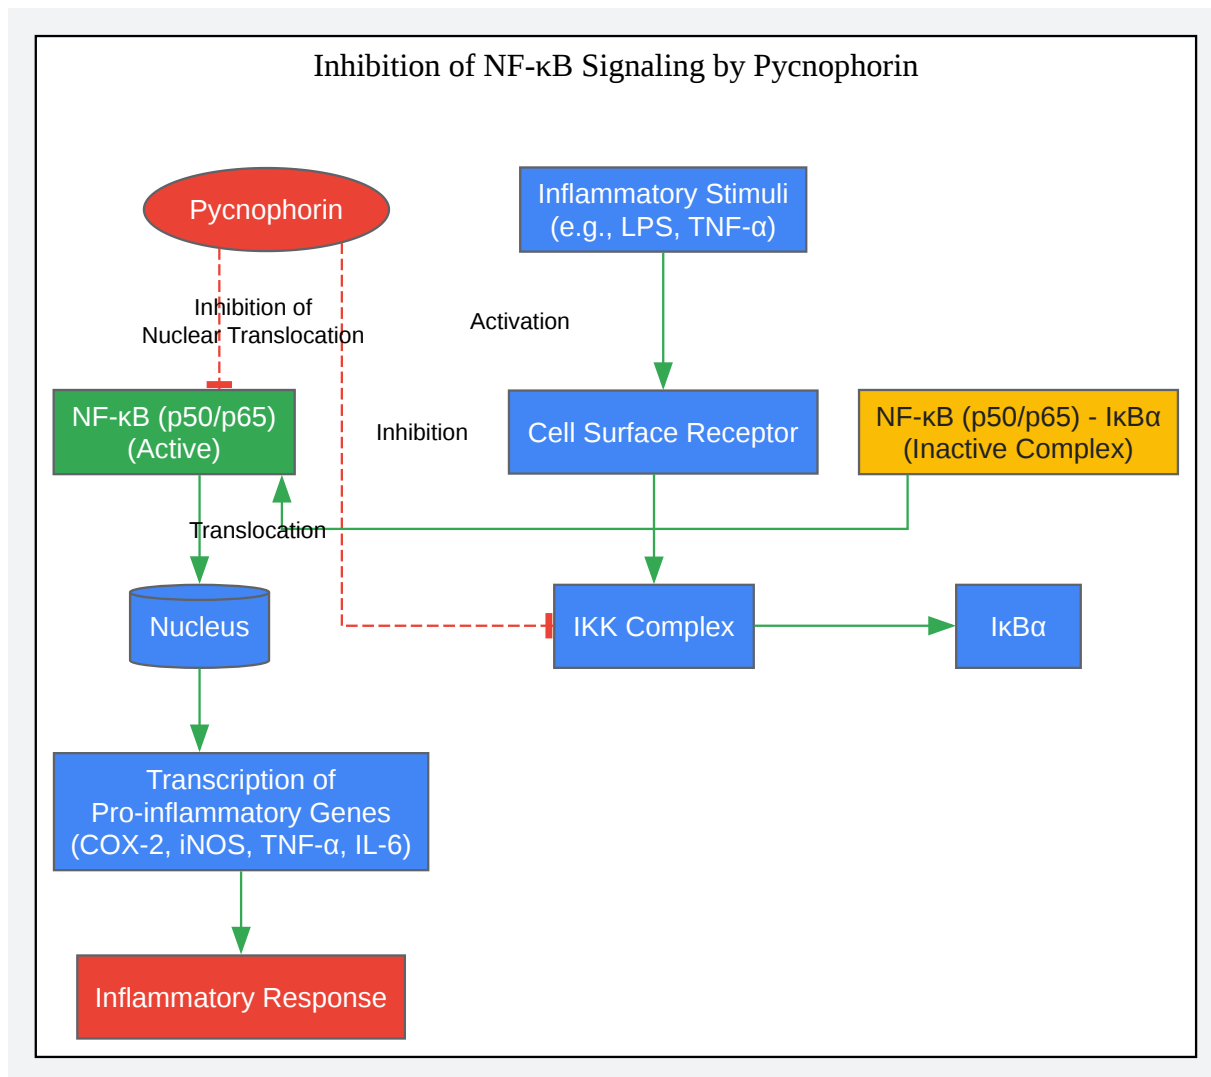 Inhibition of NF-κB Signaling by Pycnophorin
Pycnophorin
Inflammatory Stimuli
(e.g., LPS, TNF-α)
Inhibition of
Nuclear Translocation
Activation
NF-κB (p50/p65)
(Active)
Inhibition
Cell Surface Receptor
NF-κB (p50/p65) - IκBα
(Inactive Complex)
Translocation
Nucleus
IKK Complex
IκBα
Transcription of
Pro-inflammatory Genes
(COX-2, iNOS, TNF-α, IL-6)
Inflammatory Response